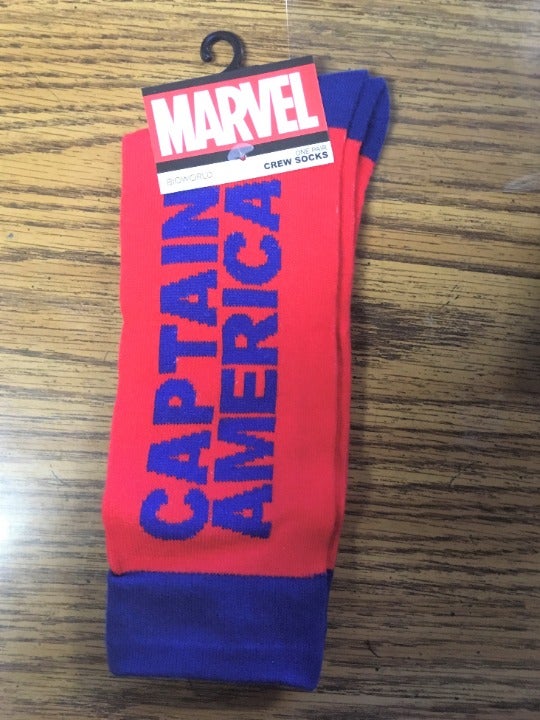 MARVEL
ONE PAIR
CREW SOCKS
BIOWORLD
CAPTAIN
AMERICA